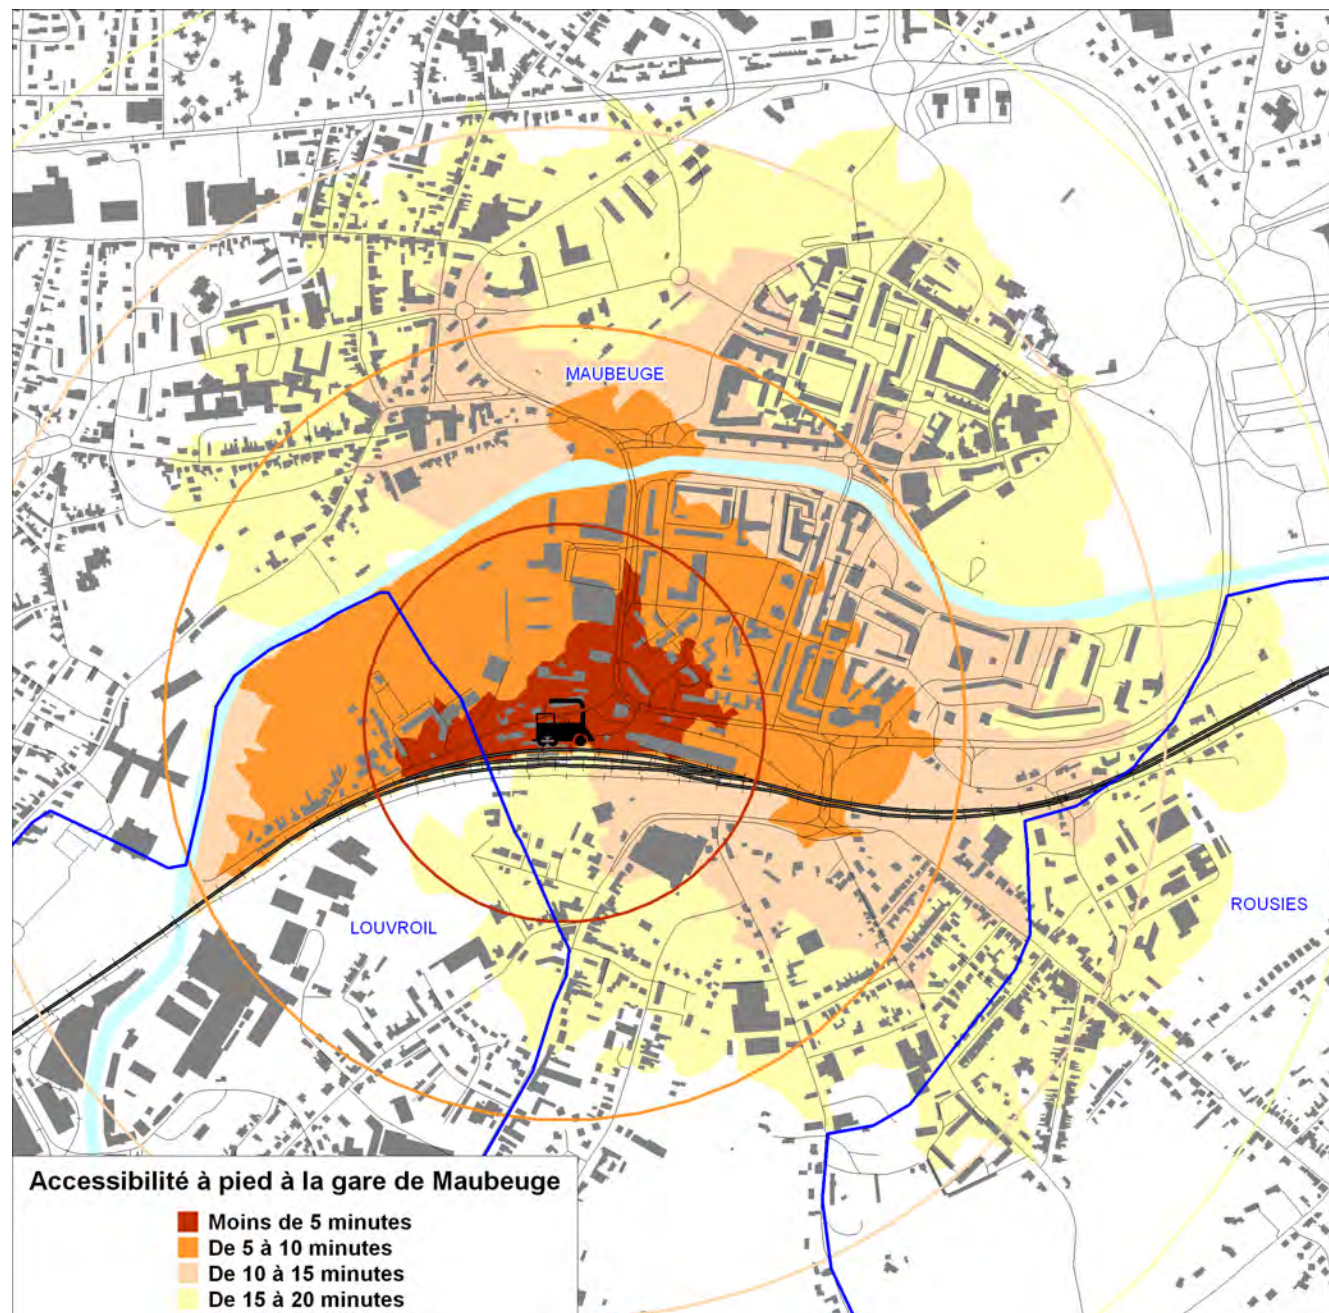 MAUBEUGE
LOUVROIL
ROUSIES
Accessibilité à pied à la gare de Maubeuge
Moins de 5 minutes
De 5 à 10 minutes
De 10 à 15 minutes
De 15 à 20 minutes